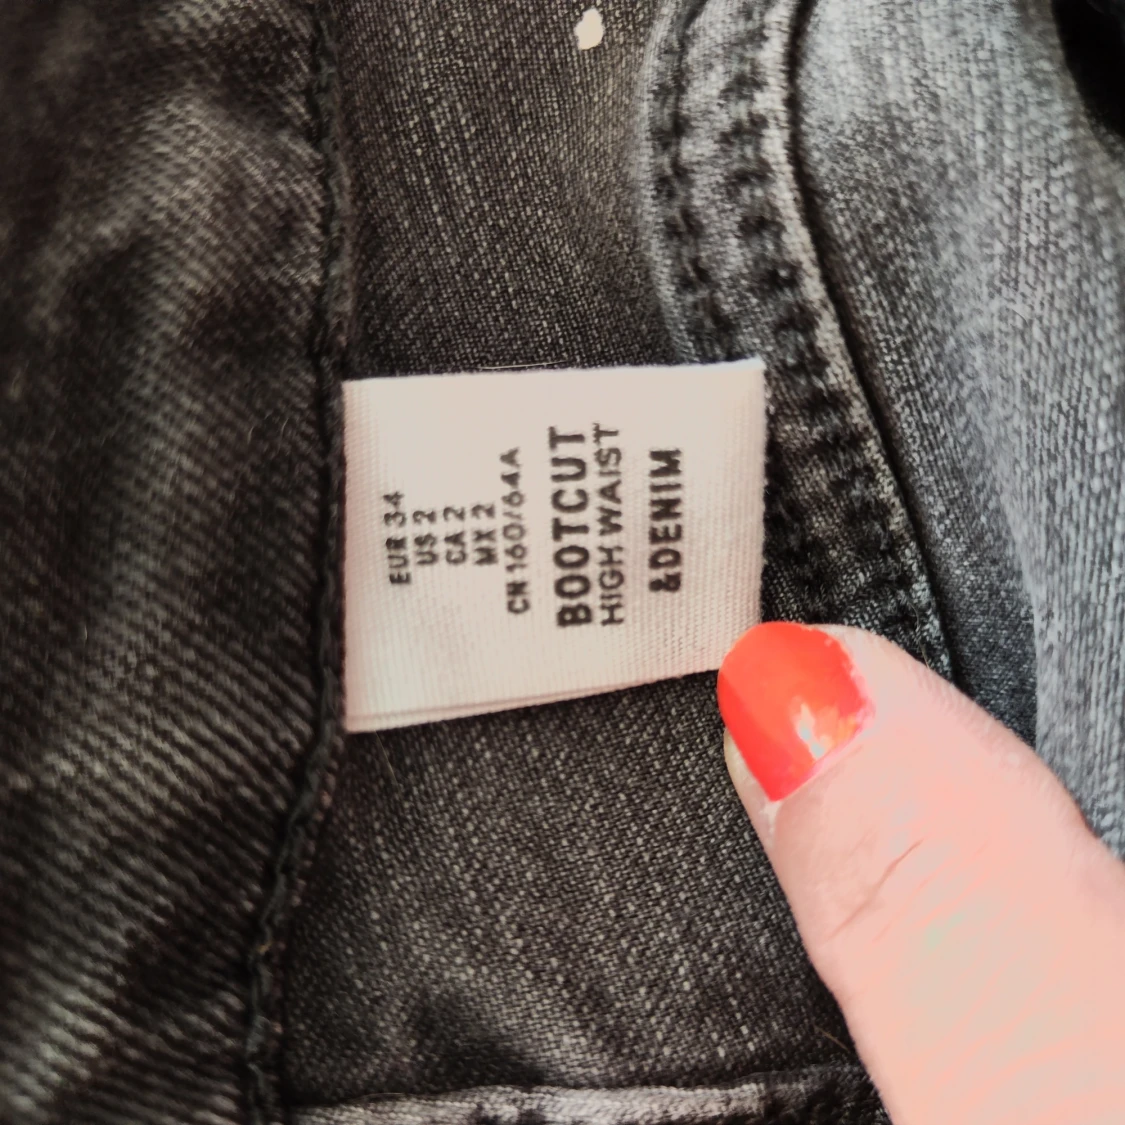 EUR 34
US 2
CA 2
MX 2
CN 160/64A
BOOTCUT
HIGH WAIST
&DENIM